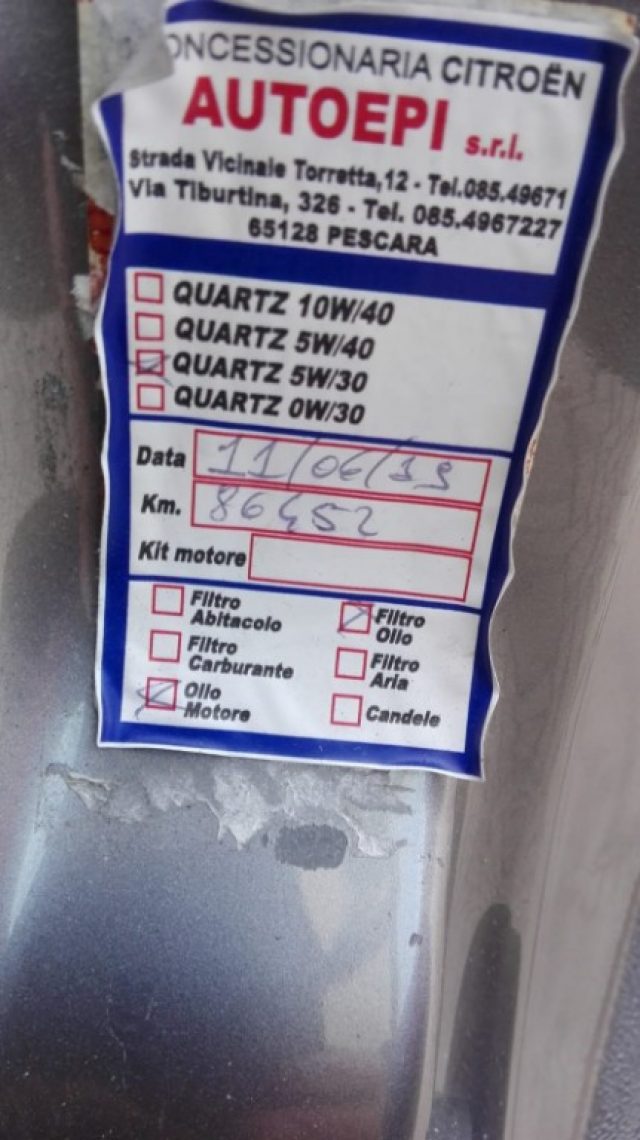 ONCESSIONARIA CITROËN
AUTOEPI s.r.l.
Strada Vicinale Torretta,12 - Tel.085.49671
Via Tiburtina, 326 - Tel. 085.4967227
65128 PESCARA
QUARTZ 10W/40
QUARTZ 5W/40
QUARTZ 5W/30
QUARTZ 0W/30
Data 11/06/
Km. 86452
Kit motore
Filtro
Abitacolo
Filtro
Olio
Filtro
Carburante
Filtro
Aria
Olio
Motore
Candele